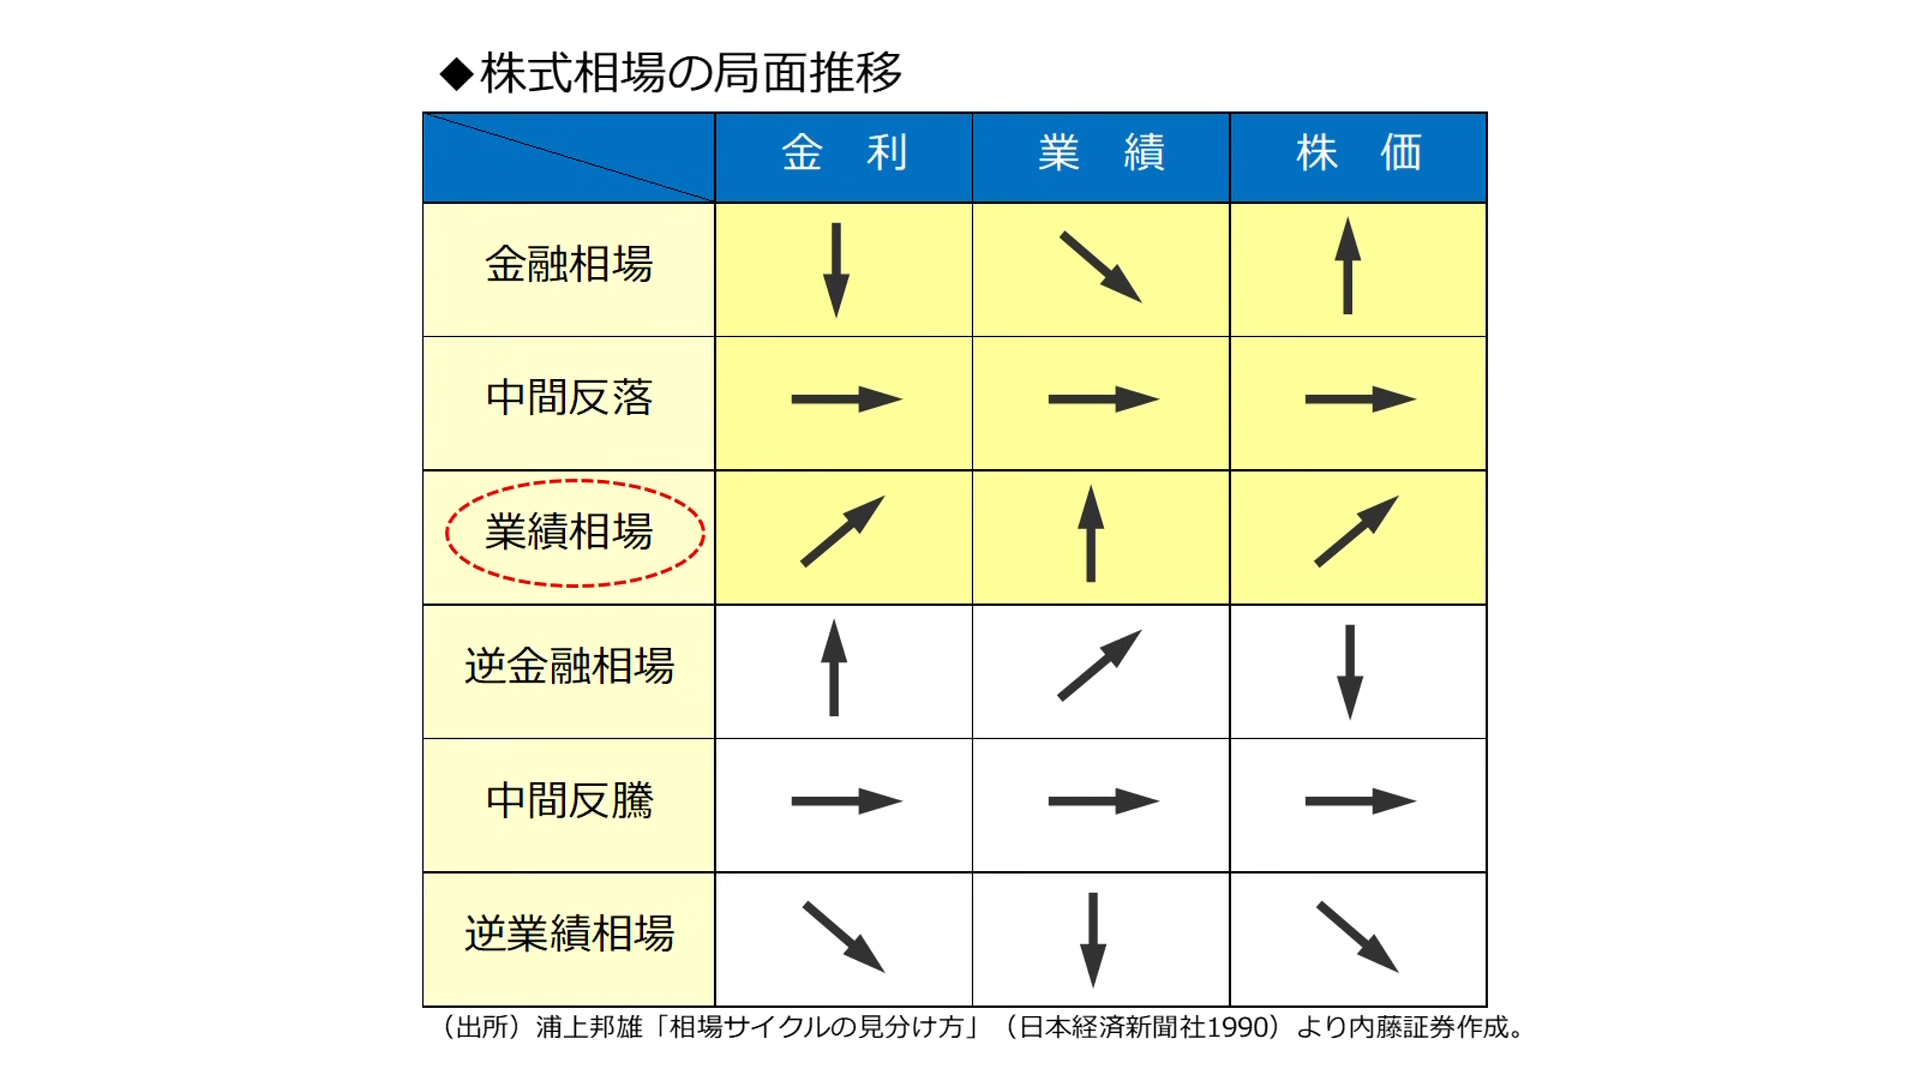 ◆株式相場の局面推移
金 利 業 績 株 価
金融相場
中間反落
業績相場
逆金融相場
中間反騰
逆業績相場
（出所）浦上邦雄「相場サイクルの見分け方」（日本経済新聞社1990）より内藤証券作成。